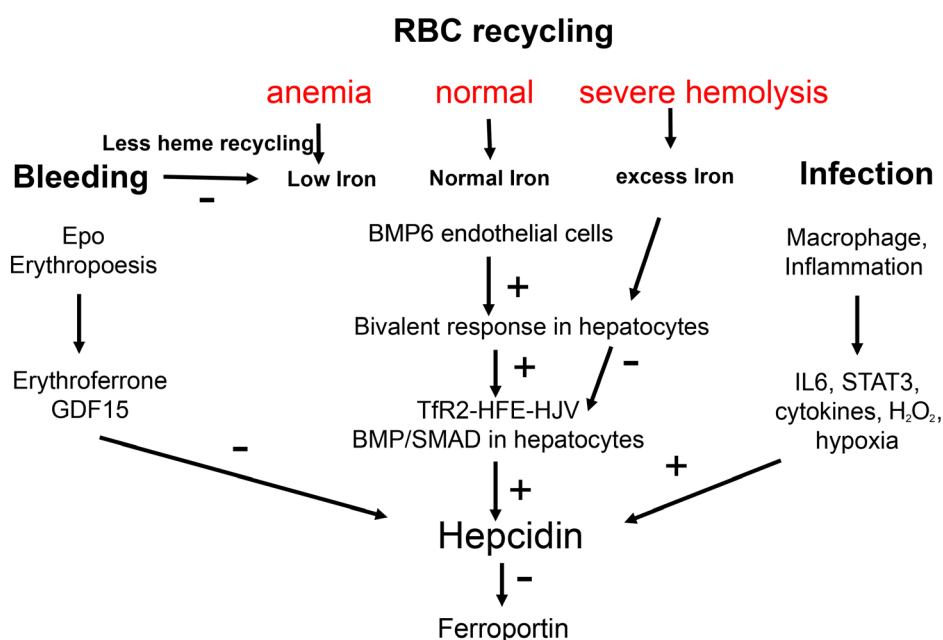 RBC recycling
anemia normal severe hemolysis
Less heme recycling
Bleeding Low Iron Normal Iron excess Iron Infection
-
Epo
Erythropoesis
BMP6 endothelial cells
Macrophage,
Inflammation
+
Bivalent response in hepatocytes
+ -
Erythroferrone
GDF15
TfR2-HFE-HJV
BMP/SMAD in hepatocytes
IL6, STAT3,
cytokines, H₂O₂,
hypoxia
- + +
Hepcidin
-
Ferroportin